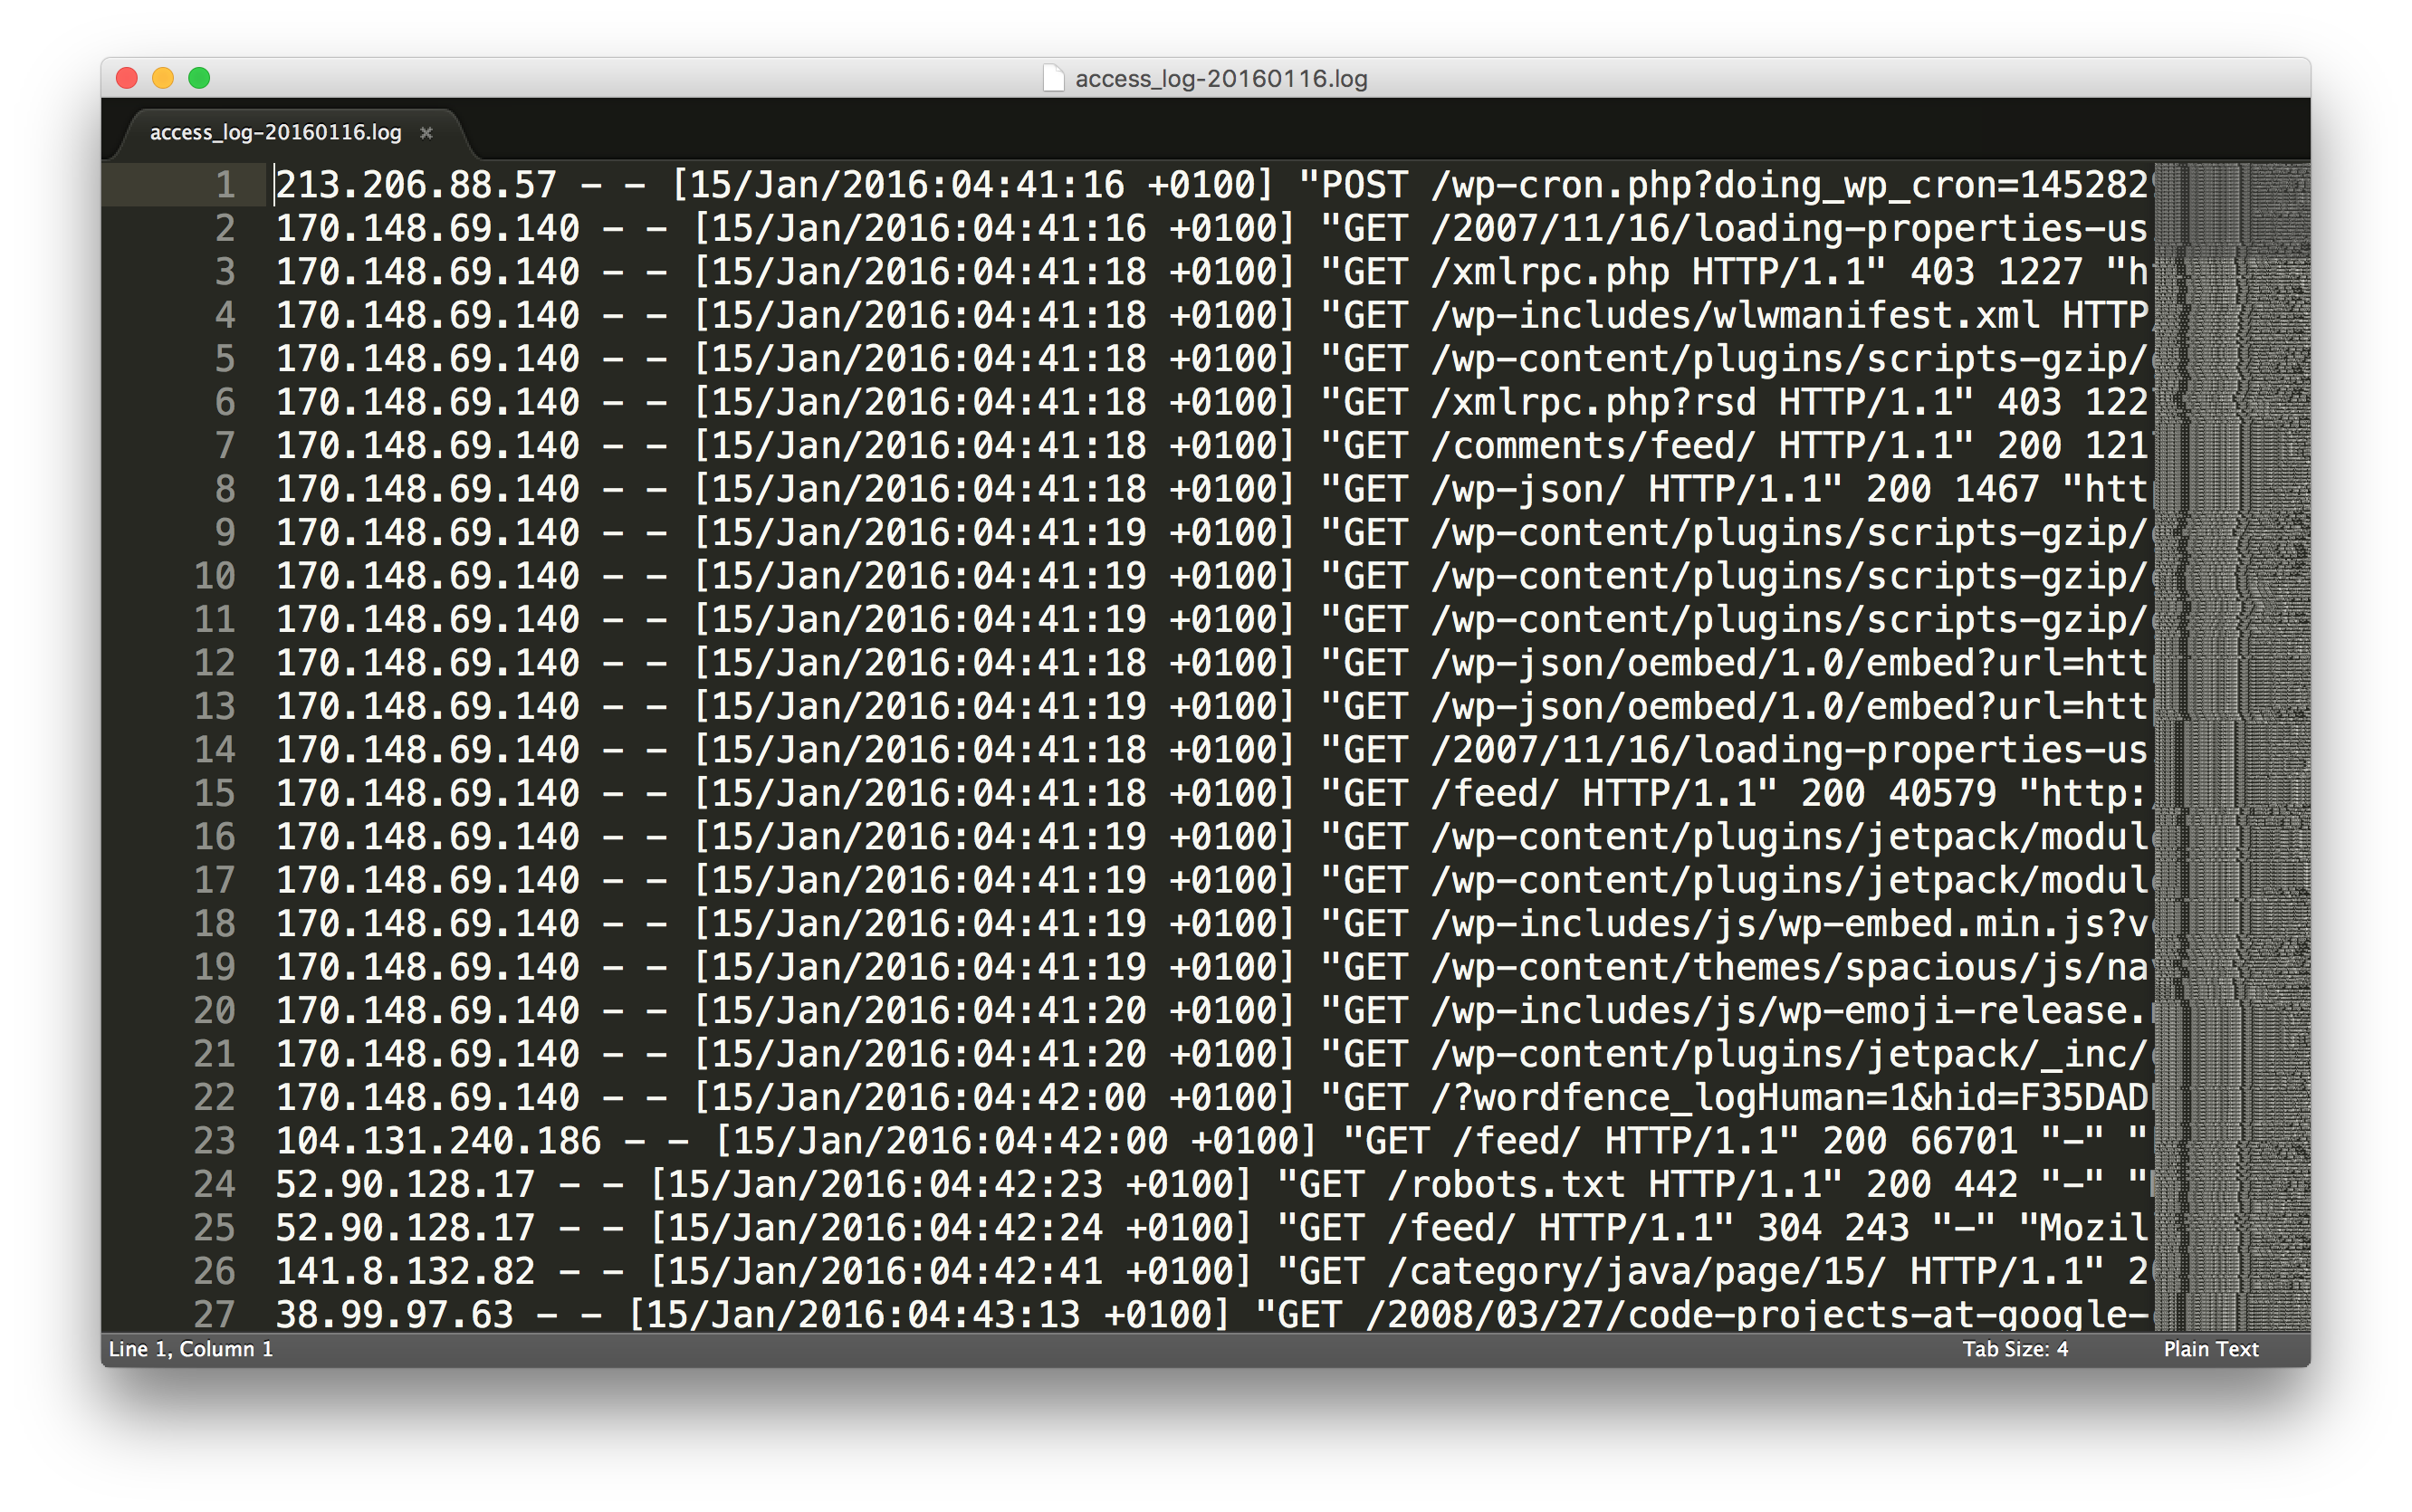 access_log-20160116.log
access_log-20160116.log ×
1 213.206.88.57 - - [15/Jan/2016:04:41:16 +0100] "POST /wp-cron.php?doing_wp_cron=1452829
2 170.148.69.140 - - [15/Jan/2016:04:41:16 +0100] "GET /2007/11/16/loading-properties-us
3 170.148.69.140 - - [15/Jan/2016:04:41:18 +0100] "GET /xmlrpc.php HTTP/1.1" 403 1227 "ht
4 170.148.69.140 - - [15/Jan/2016:04:41:18 +0100] "GET /wp-includes/wlwmanifest.xml HTTP/
5 170.148.69.140 - - [15/Jan/2016:04:41:18 +0100] "GET /wp-content/plugins/scripts-gzip/
6 170.148.69.140 - - [15/Jan/2016:04:41:18 +0100] "GET /xmlrpc.php?rsd HTTP/1.1" 403 1227
7 170.148.69.140 - - [15/Jan/2016:04:41:18 +0100] "GET /comments/feed/ HTTP/1.1" 200 1217
8 170.148.69.140 - - [15/Jan/2016:04:41:18 +0100] "GET /wp-json/ HTTP/1.1" 200 1467 "http
9 170.148.69.140 - - [15/Jan/2016:04:41:19 +0100] "GET /wp-content/plugins/scripts-gzip/
10 170.148.69.140 - - [15/Jan/2016:04:41:19 +0100] "GET /wp-content/plugins/scripts-gzip/
11 170.148.69.140 - - [15/Jan/2016:04:41:19 +0100] "GET /wp-content/plugins/scripts-gzip/
12 170.148.69.140 - - [15/Jan/2016:04:41:18 +0100] "GET /wp-json/oembed/1.0/embed?url=http
13 170.148.69.140 - - [15/Jan/2016:04:41:19 +0100] "GET /wp-json/oembed/1.0/embed?url=http
14 170.148.69.140 - - [15/Jan/2016:04:41:18 +0100] "GET /2007/11/16/loading-properties-us
15 170.148.69.140 - - [15/Jan/2016:04:41:18 +0100] "GET /feed/ HTTP/1.1" 200 40579 "http:/
16 170.148.69.140 - - [15/Jan/2016:04:41:19 +0100] "GET /wp-content/plugins/jetpack/module
17 170.148.69.140 - - [15/Jan/2016:04:41:19 +0100] "GET /wp-content/plugins/jetpack/module
18 170.148.69.140 - - [15/Jan/2016:04:41:19 +0100] "GET /wp-includes/js/wp-embed.min.js?ve
19 170.148.69.140 - - [15/Jan/2016:04:41:19 +0100] "GET /wp-content/themes/spacious/js/nav
20 170.148.69.140 - - [15/Jan/2016:04:41:20 +0100] "GET /wp-includes/js/wp-emoji-release.m
21 170.148.69.140 - - [15/Jan/2016:04:41:20 +0100] "GET /wp-content/plugins/jetpack/_inc/
22 170.148.69.140 - - [15/Jan/2016:04:42:00 +0100] "GET /?wordfence_logHuman=1&hid=F35DAD
23 104.131.240.186 - - [15/Jan/2016:04:42:00 +0100] "GET /feed/ HTTP/1.1" 200 66701 "-" "
24 52.90.128.17 - - [15/Jan/2016:04:42:23 +0100] "GET /robots.txt HTTP/1.1" 200 442 "-" "
25 52.90.128.17 - - [15/Jan/2016:04:42:24 +0100] "GET /feed/ HTTP/1.1" 304 243 "-" "Mozil
26 141.8.132.82 - - [15/Jan/2016:04:42:41 +0100] "GET /category/java/page/15/ HTTP/1.1" 20
27 38.99.97.63 - - [15/Jan/2016:04:43:13 +0100] "GET /2008/03/27/code-projects-at-google-
Line 1, Column 1 Tab Size: 4 Plain Text